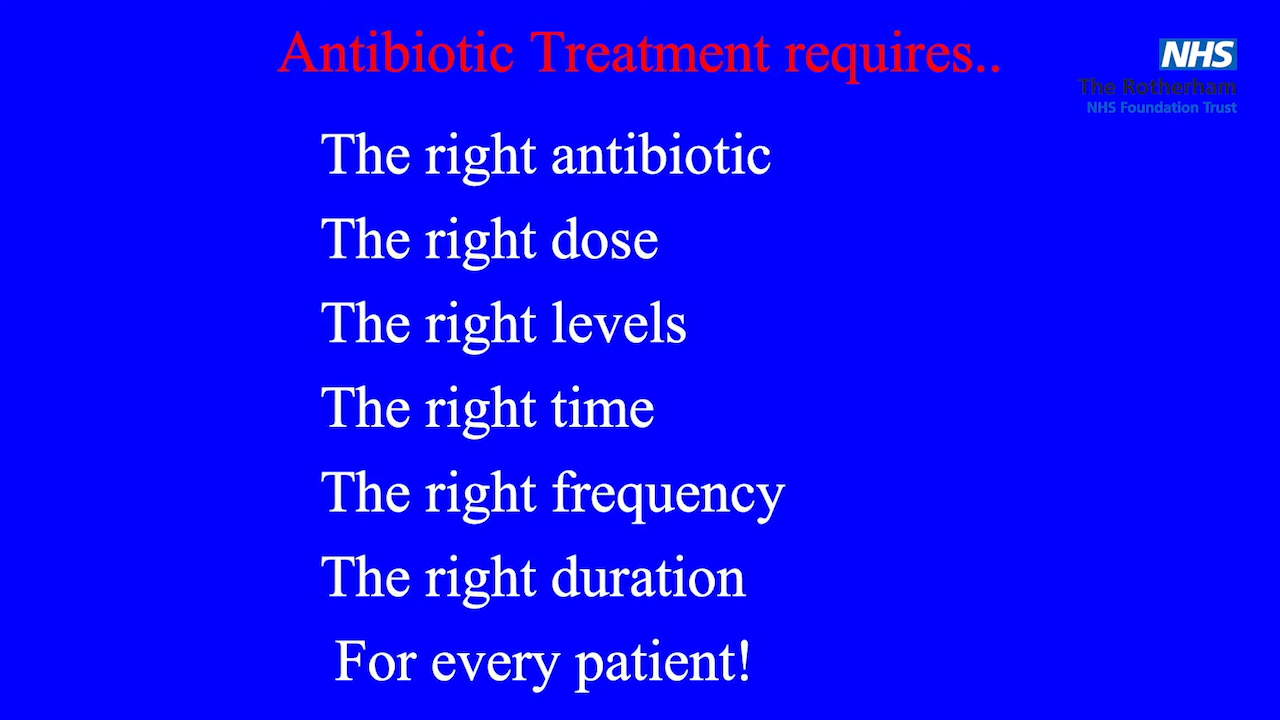 Antibiotic Treatment requires..
NHS
The Rotherham
NHS Foundation Trust
The right antibiotic
The right dose
The right levels
The right time
The right frequency
The right duration
For every patient!